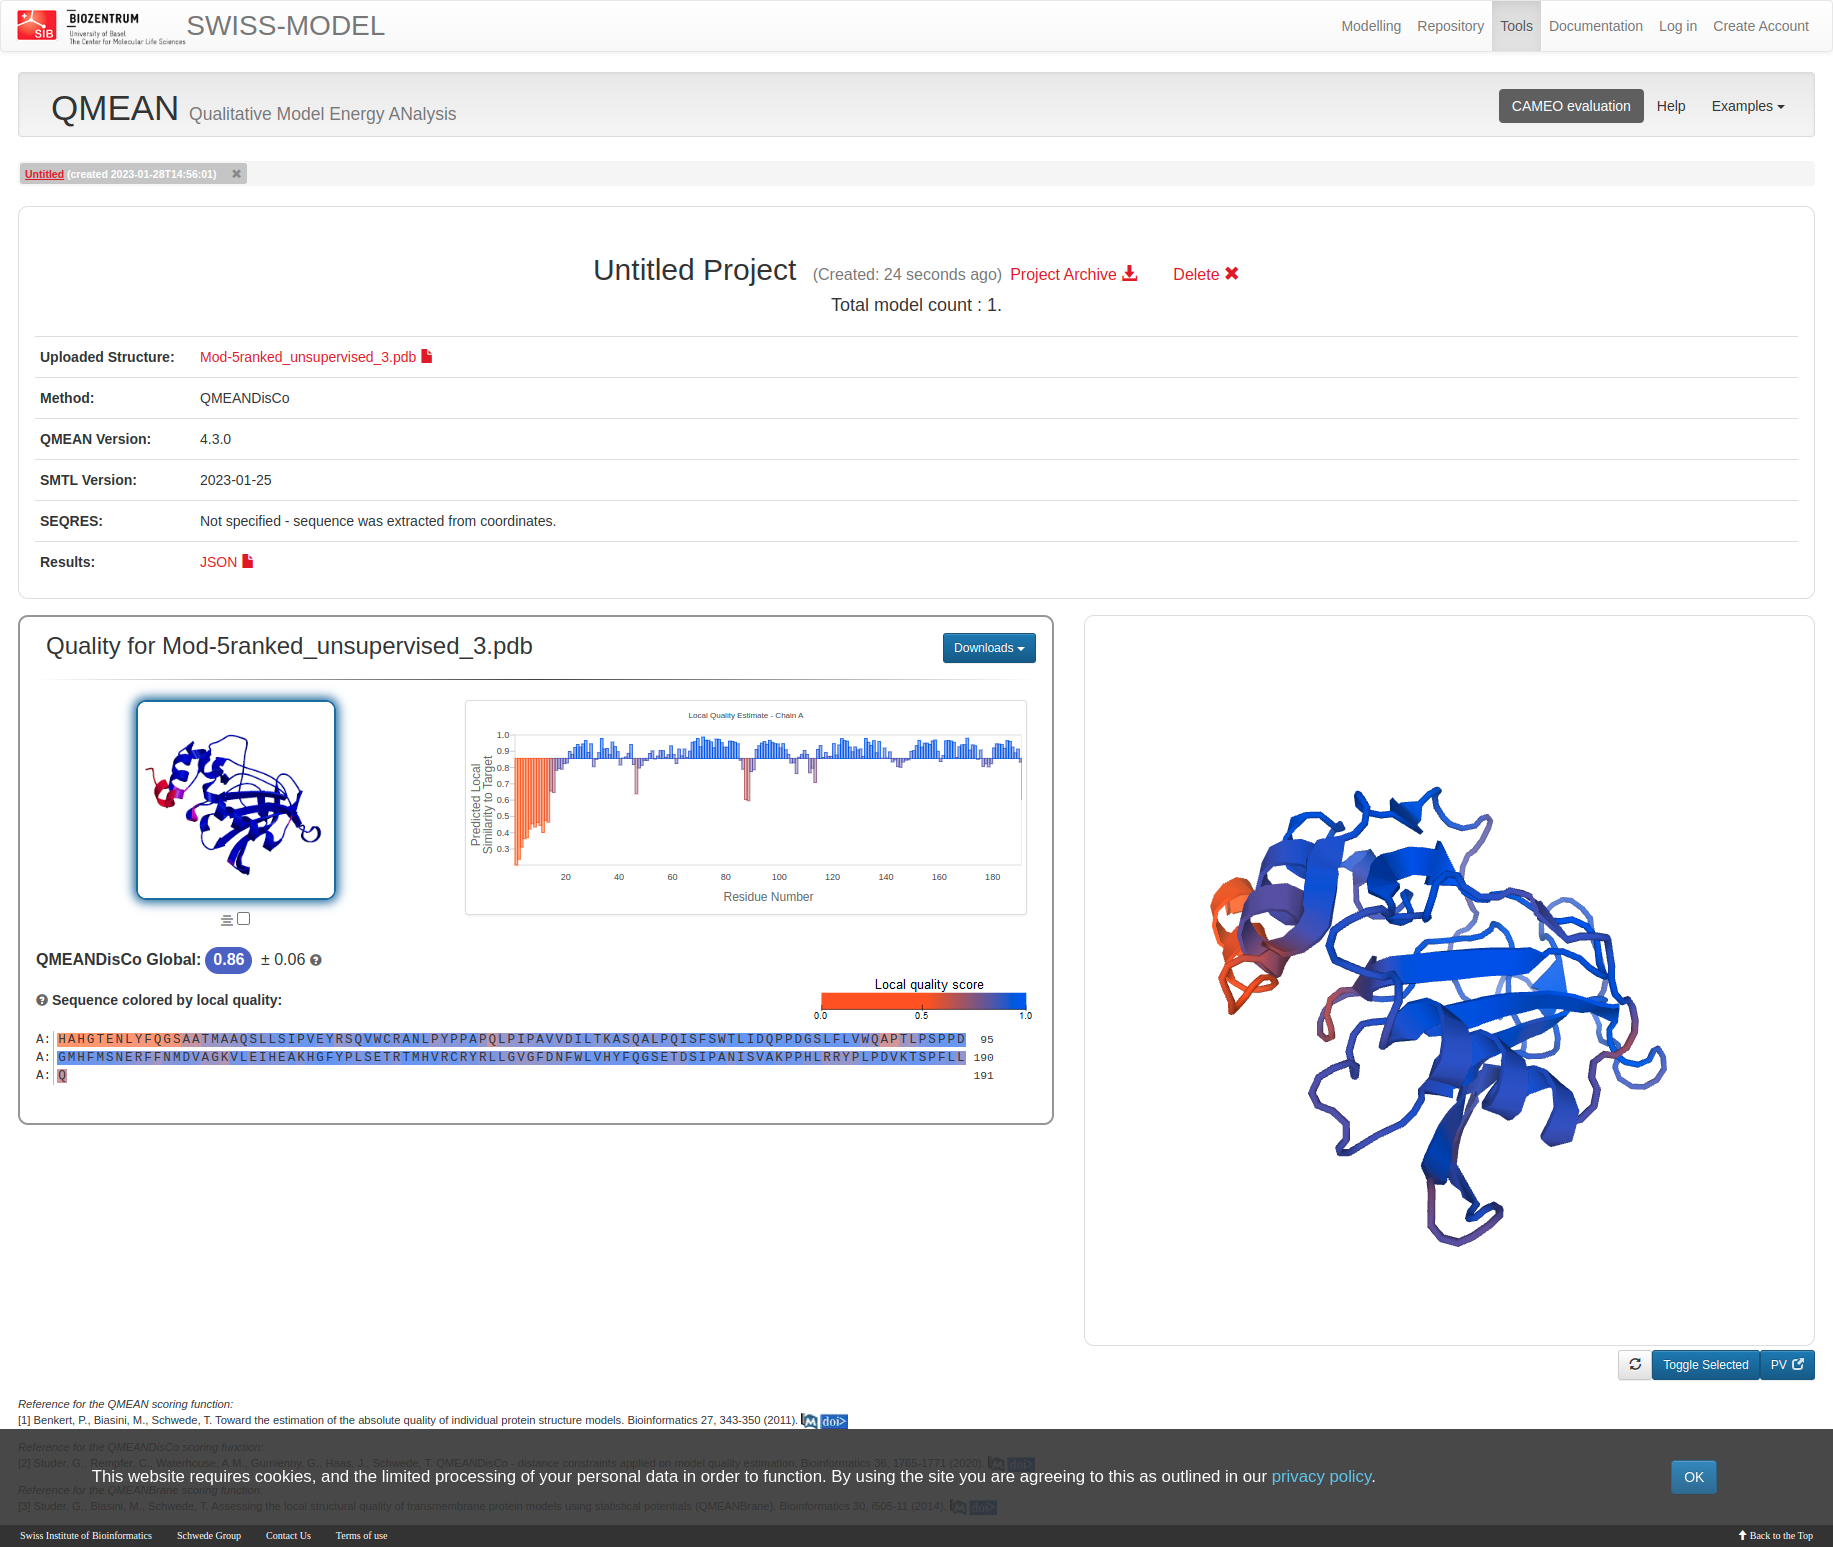 SIB
BIOZENTRUM
University of Basel
The Center for Molecular Life Sciences
SWISS-MODEL
Modelling
Repository
Tools
Documentation
Log in
Create Account
QMEAN Qualitative Model Energy ANalysis
CAMEO evaluation
Help
Examples
Untitled (created 2023-01-28T14:56:01)
Untitled Project (Created: 24 seconds ago) Project Archive Delete
Total model count : 1.
Uploaded Structure: Mod-5ranked_unsupervised_3.pdb
Method: QMEANDisCo
QMEAN Version: 4.3.0
SMTL Version: 2023-01-25
SEQRES: Not specified - sequence was extracted from coordinates.
Results: JSON
Quality for Mod-5ranked_unsupervised_3.pdb
Downloads
Local Quality Estimate - Chain A
Predicted Local
Similarity to Target
1.0
0.9
0.8
0.7
0.6
0.5
0.4
0.3
20 40 60 80 100 120 140 160 180
Residue Number
QMEANDisCo Global: 0.86 ± 0.06
Sequence colored by local quality:
Local quality score
0.0 0.5 1.0
A: HAHGTENLYFQGSAATMAAQSLLSIPVEYRSQVWCRANLPYPPAPQLPIPAVVDILTKASQALPQISFSWTLIDQPPDGSLFLVWQAPTLPSPPD 95
A: GMHFMSNERFFNMDVAGKVLEIHEAKHGFYPLSETRTMHVRCRYRLLGVGFDNFWLVHYFQGSETDSIPANISVAKPPHLRRYPLPDVKTSPFLL 190
A: Q 191
Toggle Selected
PV
Reference for the QMEAN scoring function:
[1] Benkert, P., Biasini, M., Schwede, T. Toward the estimation of the absolute quality of individual protein structure models. Bioinformatics 27, 343-350 (2011). M doi>
Reference for the QMEANDisCo scoring function:
[2] Studer, G., Rempfer, C., Waterhouse, A.M., Gumienny, G., Haas, J., Schwede, T. QMEANDisCo - distance constraints applied on model quality estimation. Bioinformatics 36, 1765-1771 (2020). M doi>
This website requires cookies, and the limited processing of your personal data in order to function. By using the site you are agreeing to this as outlined in our privacy policy.
OK
Reference for the QMEANBrane scoring function:
[3] Studer, G., Biasini, M., Schwede, T. Assessing the local structural quality of transmembrane protein models using statistical potentials (QMEANBrane). Bioinformatics 30, i505-11 (2014). M doi>
Swiss Institute of Bioinformatics
Schwede Group
Contact Us
Terms of use
Back to the Top